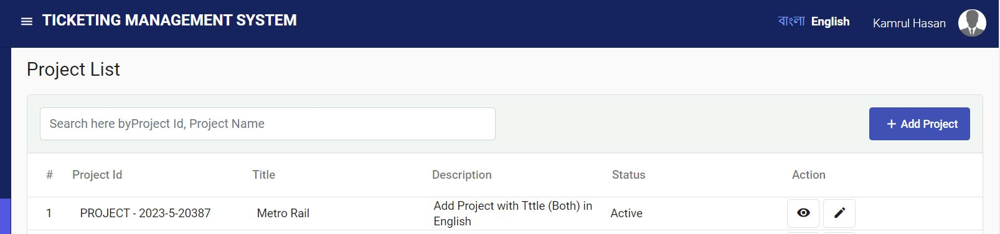 TICKETING MANAGEMENT SYSTEM
বাংলা English Kamrul Hasan
Project List
Search here byProject Id, Project Name
+ Add Project
# Project Id Title Description Status Action
1 PROJECT - 2023-5-20387 Metro Rail Add Project with Tttle (Both) in Active
English